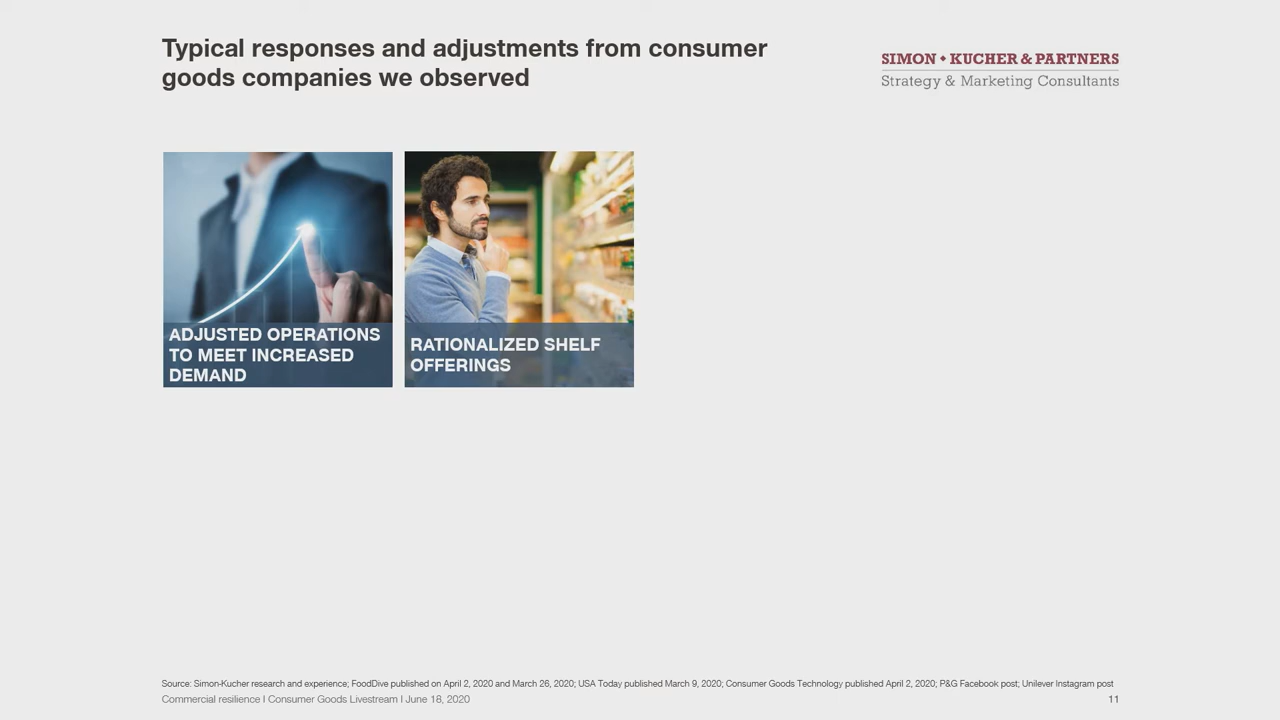 Typical responses and adjustments from consumer
goods companies we observed
SIMON ◆ KUCHER & PARTNERS
Strategy & Marketing Consultants
ADJUSTED OPERATIONS
TO MEET INCREASED
DEMAND
RATIONALIZED SHELF
OFFERINGS
Source: Simon-Kucher research and experience; FoodDive published on April 2, 2020 and March 26, 2020; USA Today published March 9, 2020; Consumer Goods Technology published April 2, 2020; P&G Facebook post; Unilever Instagram post
Commercial resilience I Consumer Goods Livestream I June 18, 2020
11